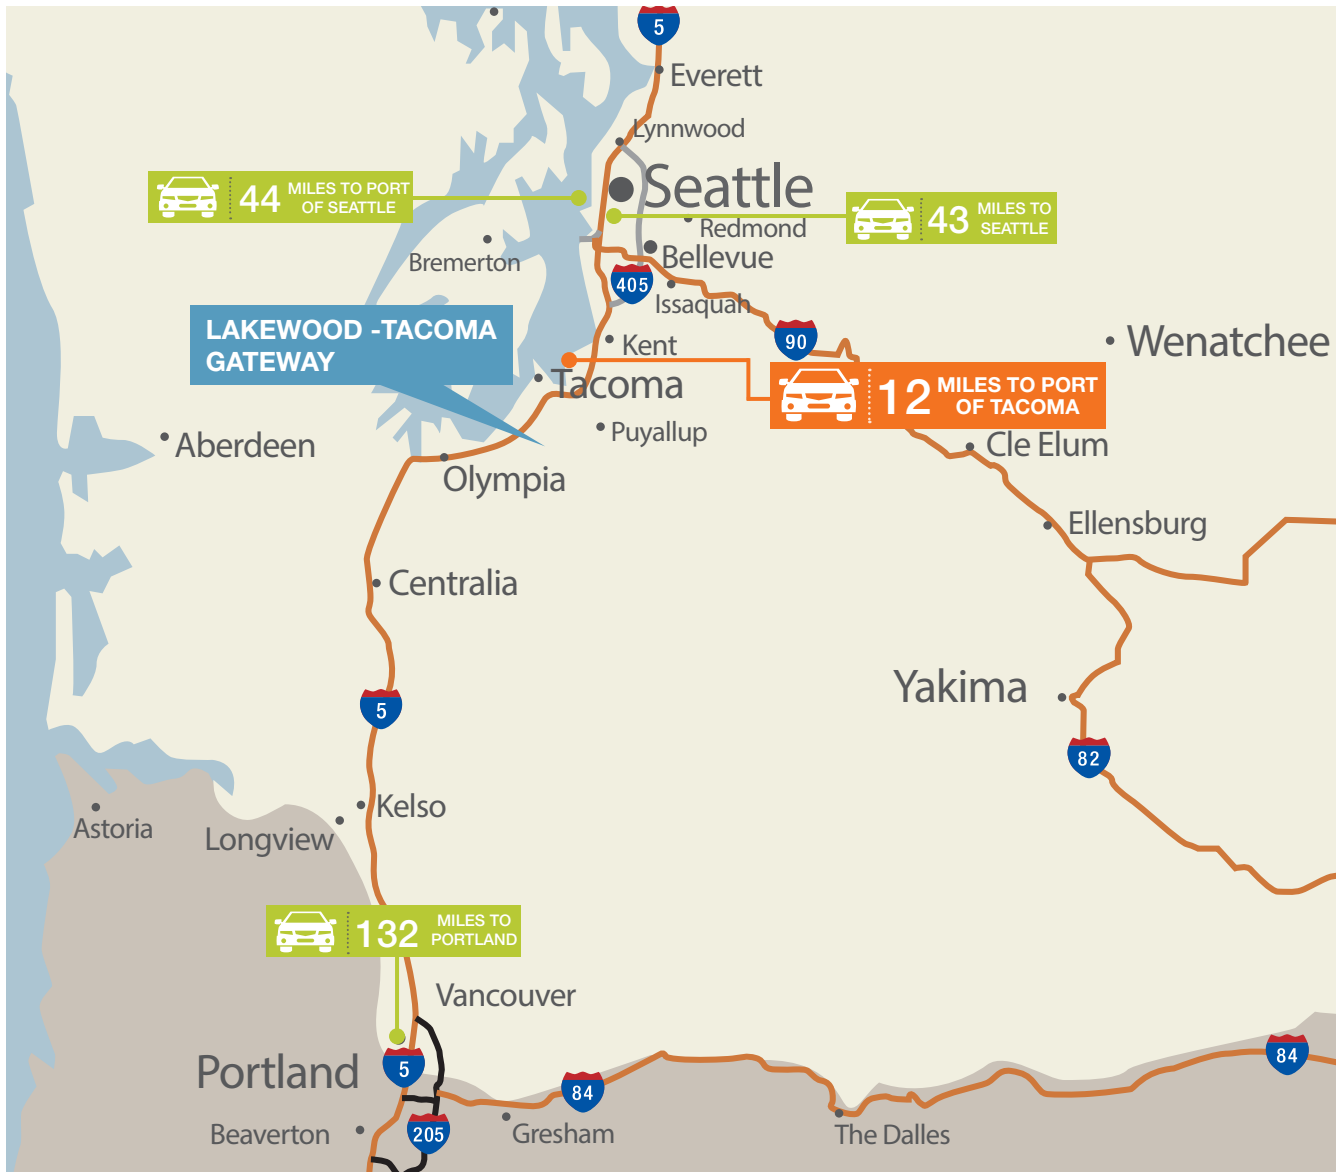 5
Everett
Lynnwood
Seattle
44
MILES TO PORT
OF SEATTLE
43
MILES TO
SEATTLE
Redmond
Bremerton
Bellevue
405
Issaquah
LAKEWOOD -TACOMA
GATEWAY
Kent
90
Wenatchee
Tacoma
12
MILES TO PORT
OF TACOMA
Puyallup
Aberdeen
Cle Elum
Olympia
Ellensburg
Centralia
Yakima
5
82
Kelso
Astoria
Longview
132
MILES TO
PORTLAND
Vancouver
Portland
5
84
84
Beaverton
205
Gresham
The Dalles